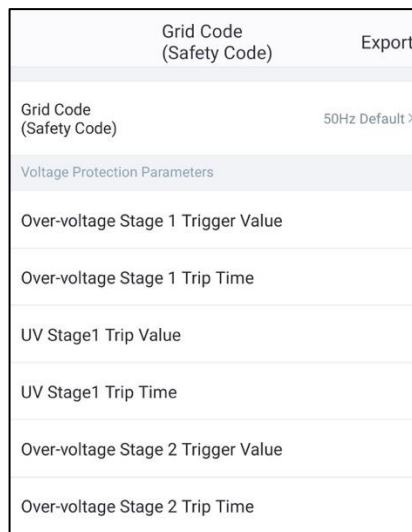 Grid Code
(Safety Code)
Export
Grid Code
(Safety Code)
50Hz Default >
Voltage Protection Parameters
Over-voltage Stage 1 Trigger Value
Over-voltage Stage 1 Trip Time
UV Stage1 Trip Value
UV Stage1 Trip Time
Over-voltage Stage 2 Trigger Value
Over-voltage Stage 2 Trip Time